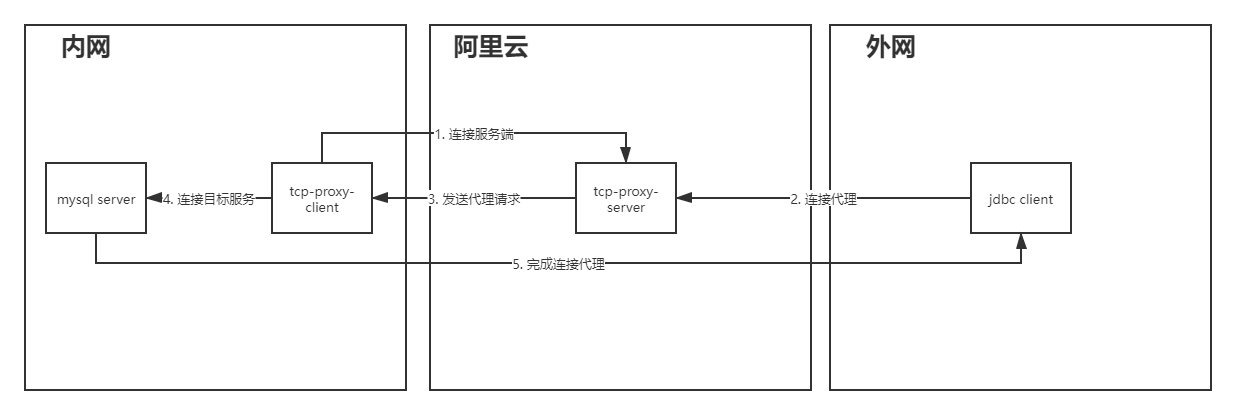 内网
阿里云
外网
1. 连接服务端
mysql server
4. 连接目标服务
tcp-proxy-
client
3. 发送代理请求
tcp-proxy-
server
2. 连接代理
jdbc client
5. 完成连接代理